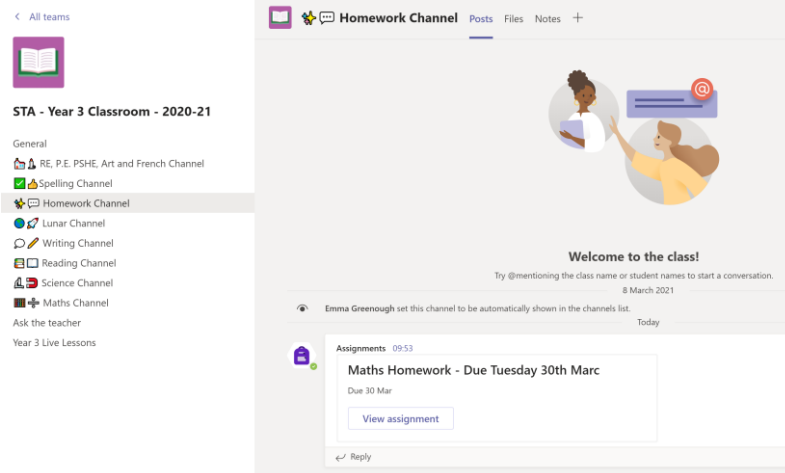 All teams
STA - Year 3 Classroom - 2020-21
General
RE, P.E. PSHE, Art and French Channel
Spelling Channel
Homework Channel
Lunar Channel
Writing Channel
Reading Channel
Science Channel
Maths Channel
Ask the teacher
Year 3 Live Lessons
Homework Channel Posts Files Notes +
@
Welcome to the class!
Try @mentioning the class name or student names to start a conversation.
8 March 2021
Emma Greenough set this channel to be automatically shown in the channels list.
Today
Assignments 09:53
Maths Homework - Due Tuesday 30th Marc
Due 30 Mar
View assignment
Reply